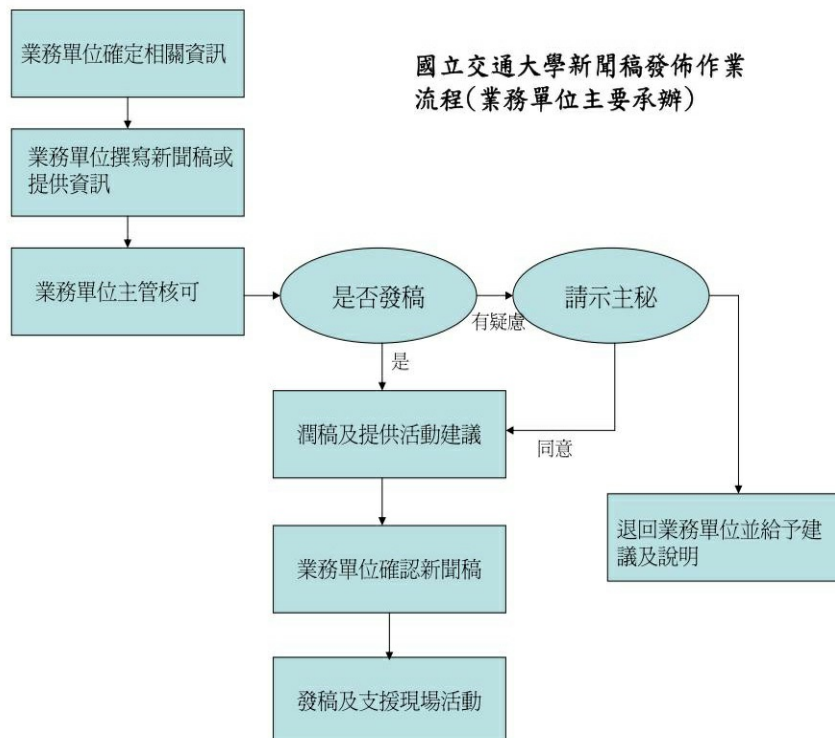 業務單位確定相關資訊
國立交通大學新聞稿發佈作業
流程(業務單位主要承辦)
業務單位撰寫新聞稿或
提供資訊
業務單位主管核可
是否發稿
有疑慮
請示主秘
是
潤稿及提供活動建議
同意
業務單位確認新聞稿
退回業務單位並給予建
議及說明
發稿及支援現場活動